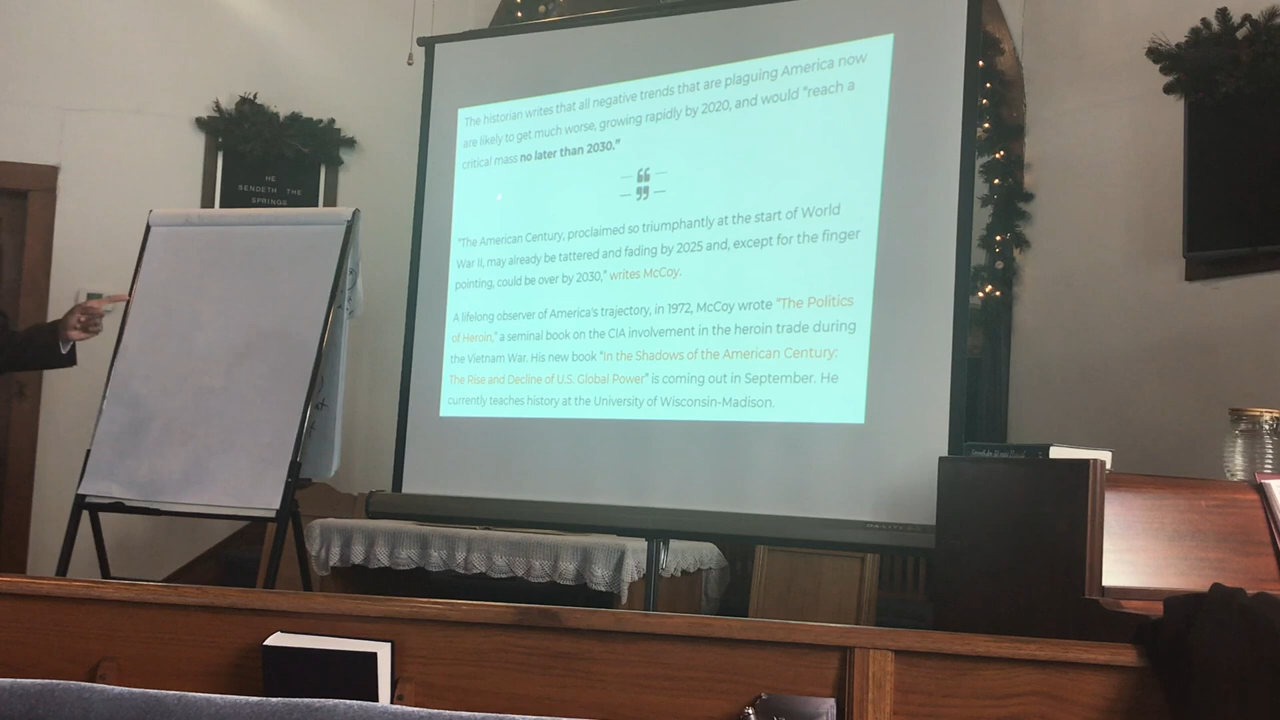 The historian writes that all negative trends that are plaguing America now
are likely to get much worse, growing rapidly by 2020, and would “reach a
critical mass no later than 2030.”
“The American Century, proclaimed so triumphantly at the start of World
War II, may already be tattered and fading by 2025 and, except for the finger
pointing, could be over by 2030,” writes McCoy.
A lifelong observer of America's trajectory, in 1972, McCoy wrote “The Politics
of Heroin,” a seminal book on the CIA involvement in the heroin trade during
the Vietnam War. His new book “In the Shadows of the American Century:
The Rise and Decline of U.S. Global Power” is coming out in September. He
currently teaches history at the University of Wisconsin-Madison.
HE
SENDETH THE
SPRINGS
DA-LITE